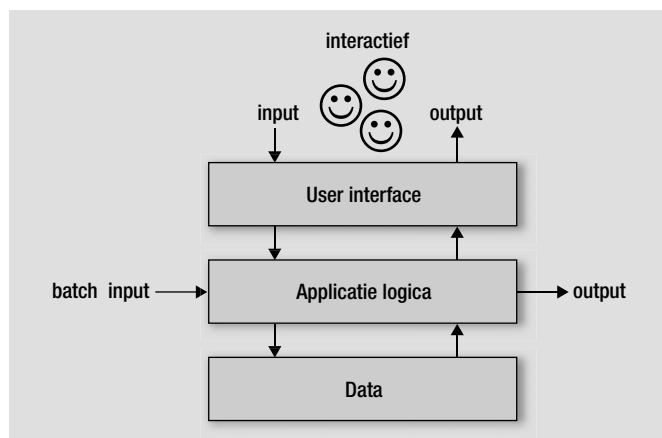 interactief
input
output
User interface
batch input
Applicatie logica
output
Data